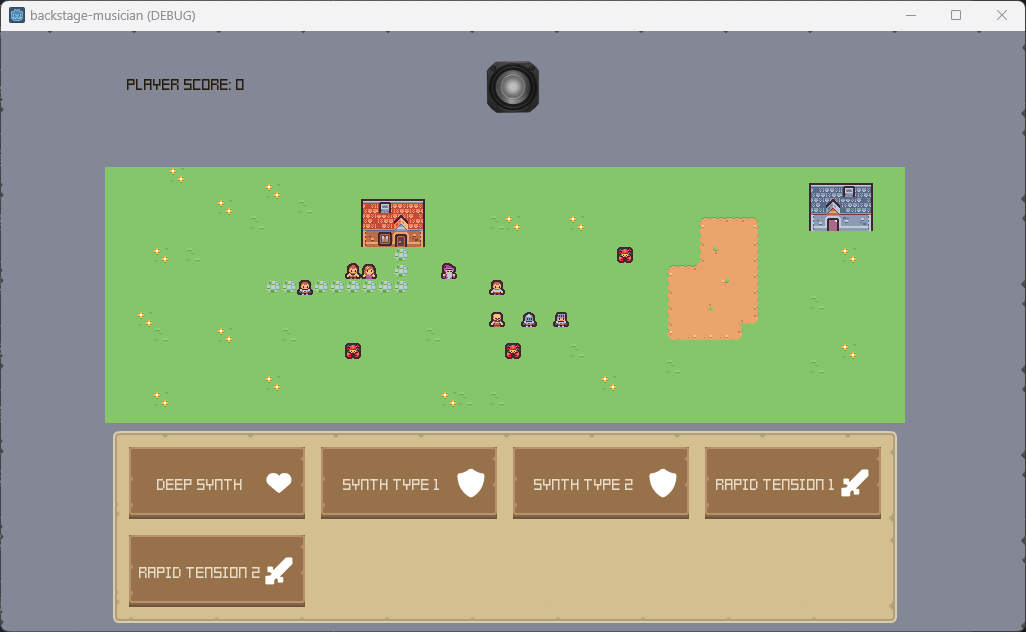 backstage-musician (DEBUG)
PLAYER SCORE: 0
DEEP SYNTH
SYNTH TYPE 1
SYNTH TYPE 2
RAPID TENSION 1
RAPID TENSION 2